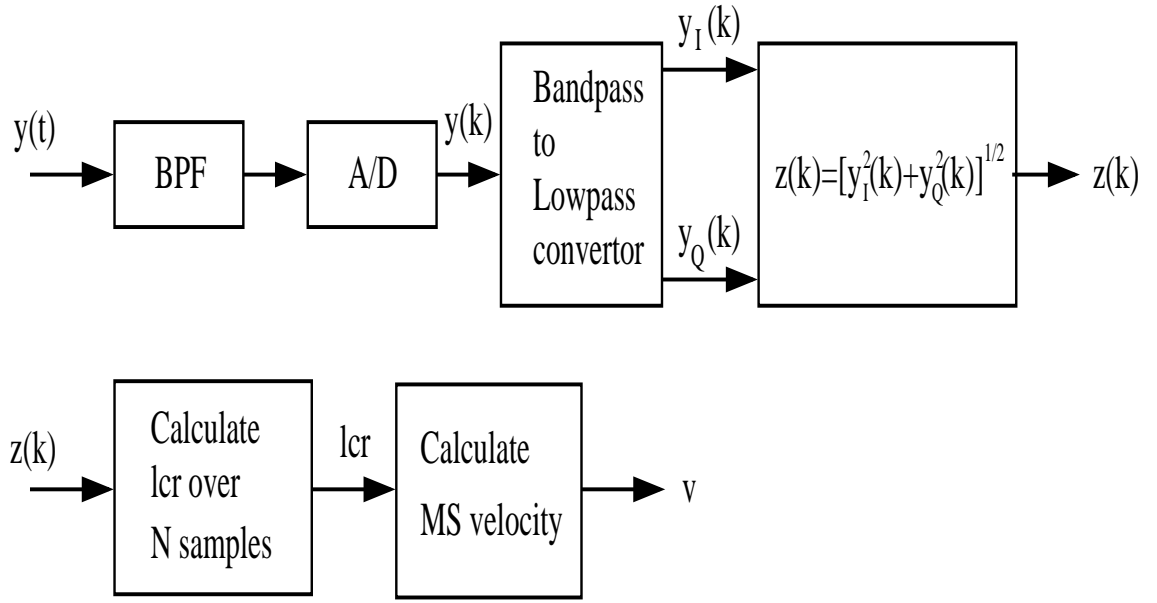 y(t)
BPF
A/D
y(k)
Bandpass
to
Lowpass
convertor
y_I(k)
y_Q(k)
z(k)=[y_I^2(k)+y_Q^2(k)]^{1/2}
z(k)
z(k)
Calculate
lcr over
N samples
lcr
Calculate
MS velocity
v